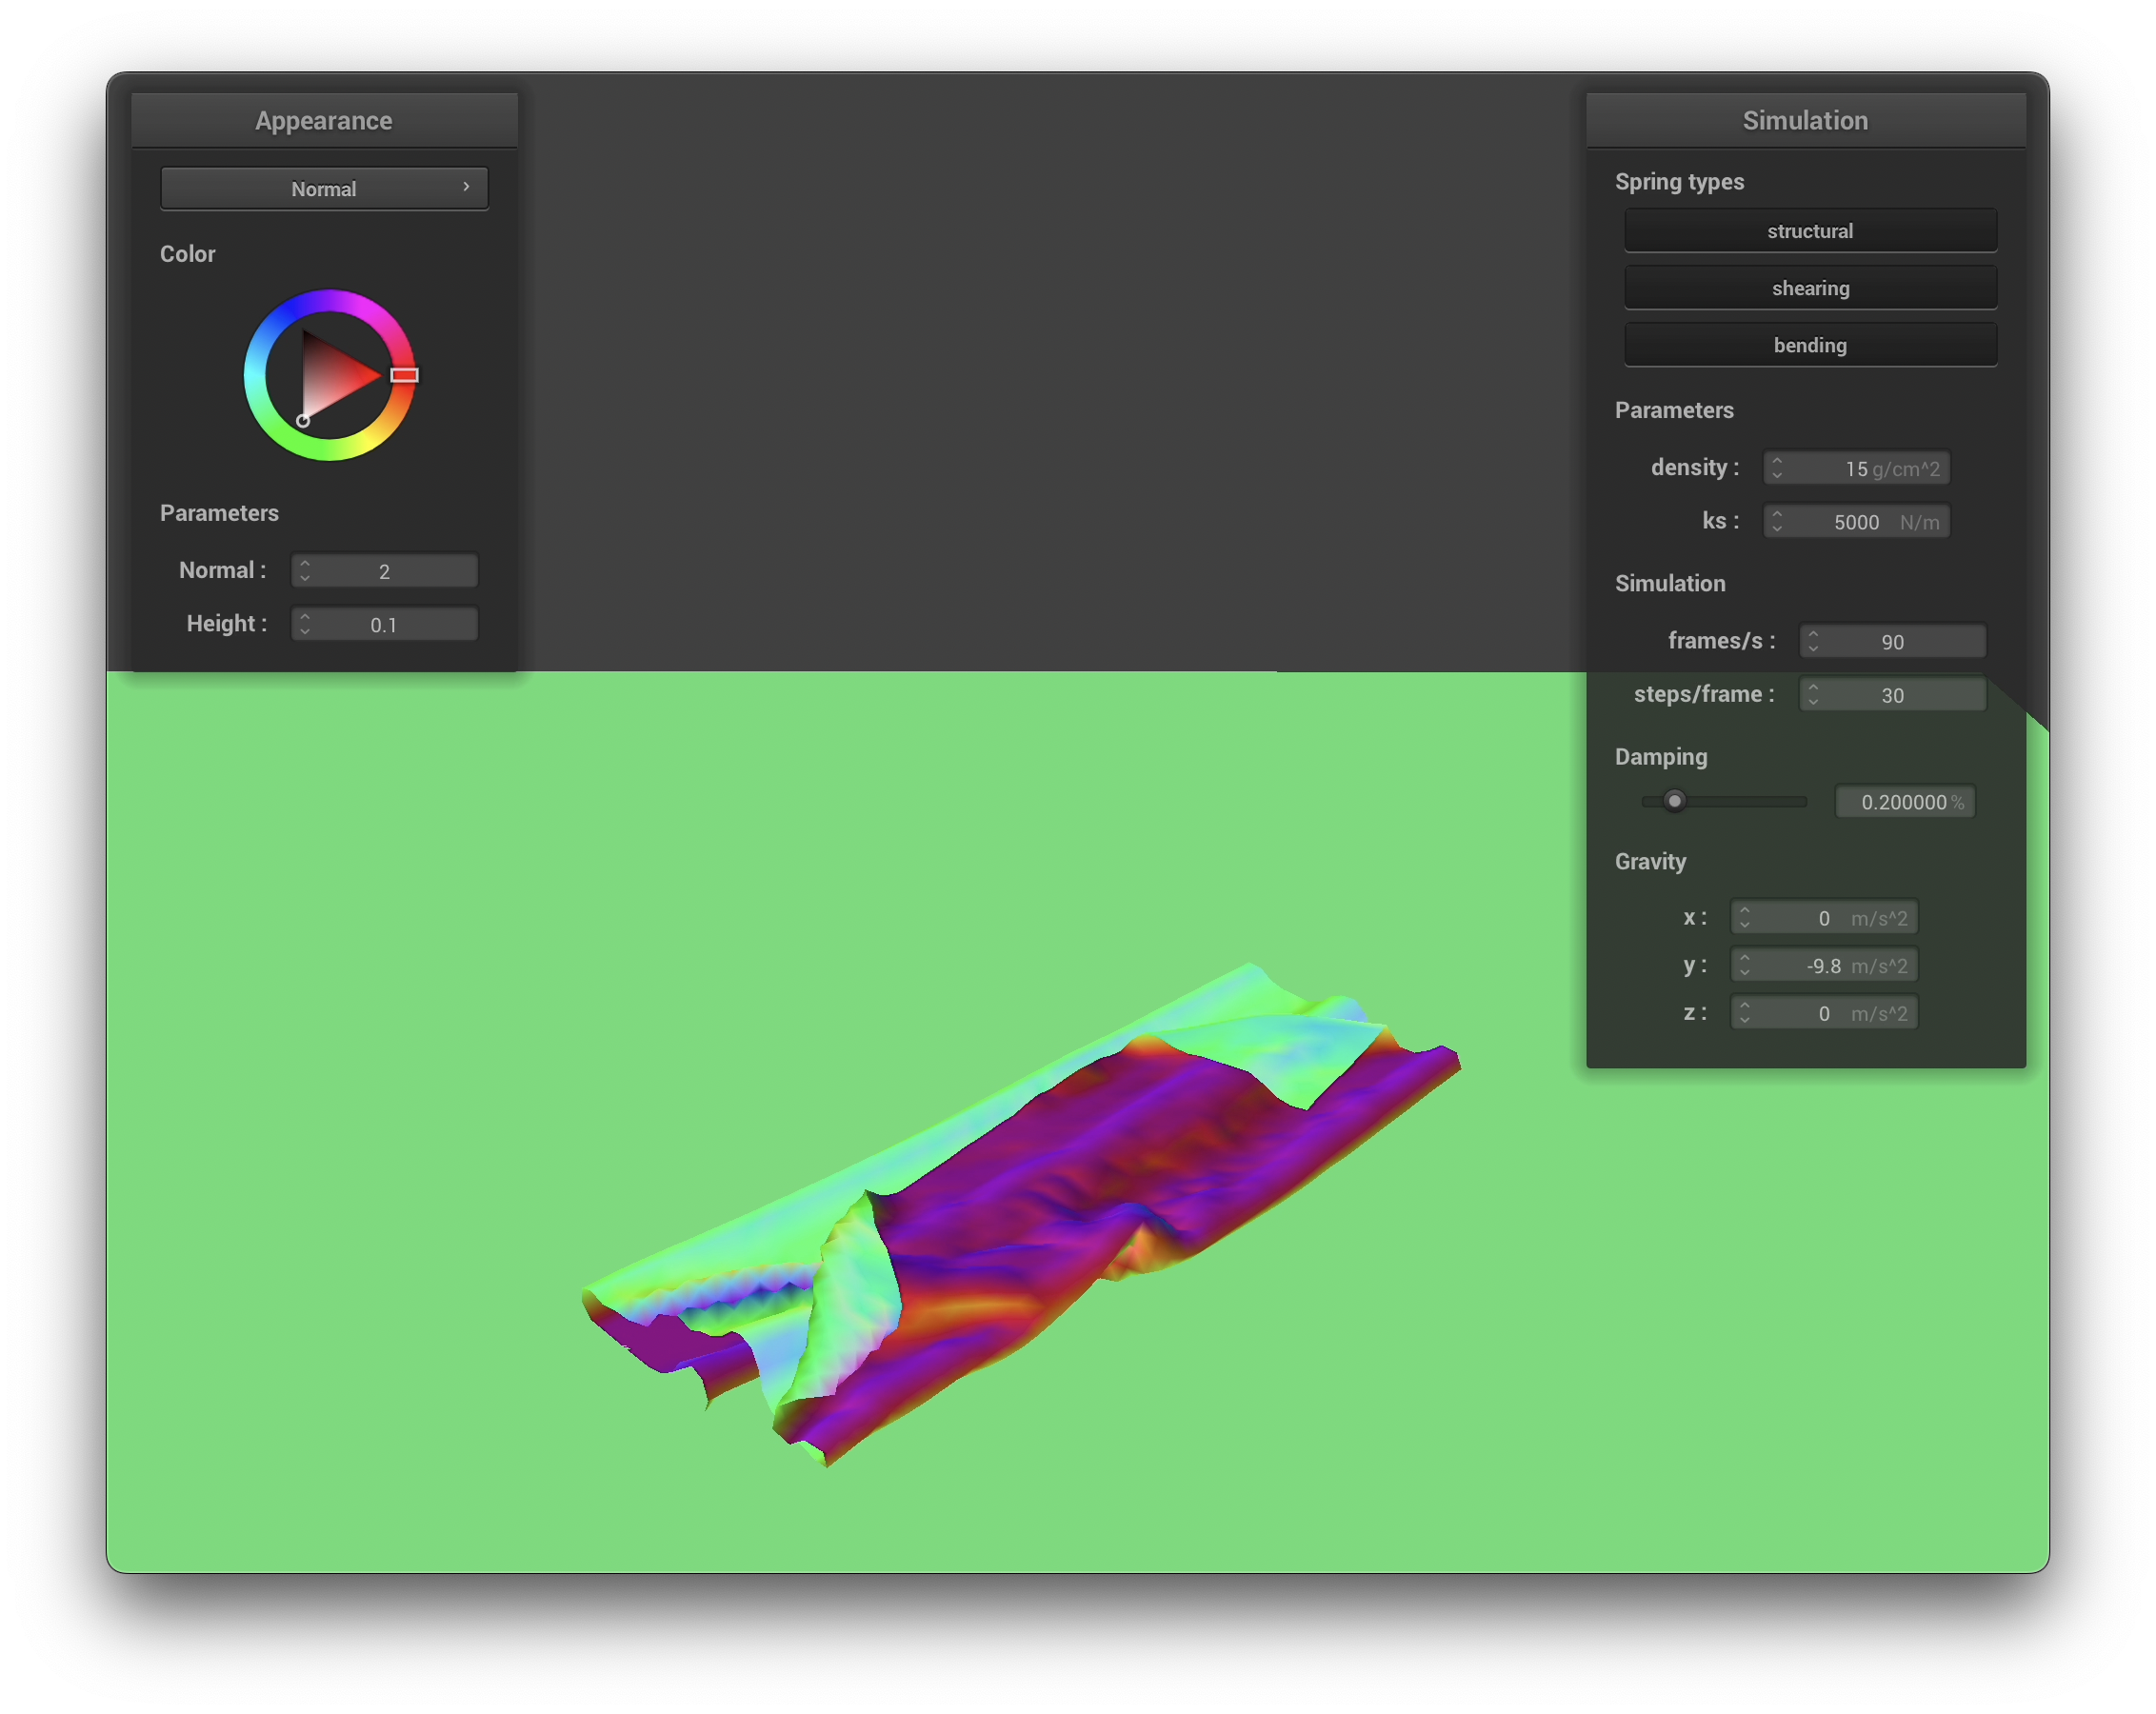 Appearance
Normal
Color
Parameters
Normal :
2
Height :
0.1
Simulation
Spring types
structural
shearing
bending
Parameters
density :
15 g/cm^2
ks :
5000 N/m
Simulation
frames/s :
90
steps/frame :
30
Damping
0.200000 %
Gravity
x :
0 m/s^2
y :
-9.8 m/s^2
z :
0 m/s^2